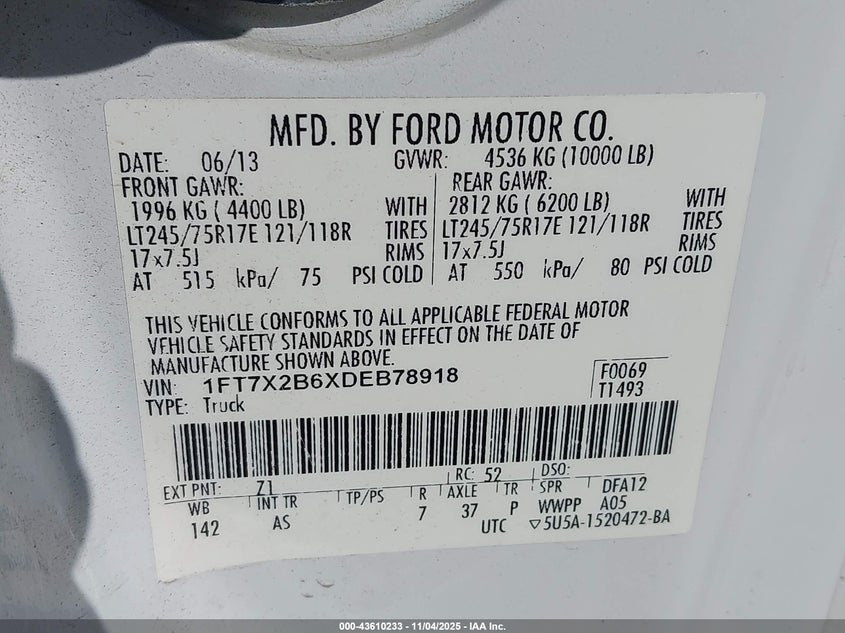 MFD. BY FORD MOTOR CO.
DATE: 06/13 GVWR: 4536 KG (10000 LB)
FRONT GAWR: REAR GAWR:
1996 KG ( 4400 LB) WITH 2812 KG ( 6200 LB) WITH
LT245/75R17E 121/118R TIRES LT245/75R17E 121/118R TIRES
17x7.5J RIMS 17x7.5J RIMS
AT 515 kPa/ 75 PSI COLD AT 550 kPa/ 80 PSI COLD
THIS VEHICLE CONFORMS TO ALL APPLICABLE FEDERAL MOTOR
VEHICLE SAFETY STANDARDS IN EFFECT ON THE DATE OF
MANUFACTURE SHOWN ABOVE.
VIN: 1FT7X2B6XDEB78918 F0069
TYPE: Truck T1493
EXT PNT: Z1 RC: 52 DSO:
WB INT TR TP/PS R AXLE TR SPR DFA12
142 AS 7 37 P WWPP A05
UTC ▽5U5A-1520472-BA
000-43610233 - 11/04/2025 - IAA Inc.